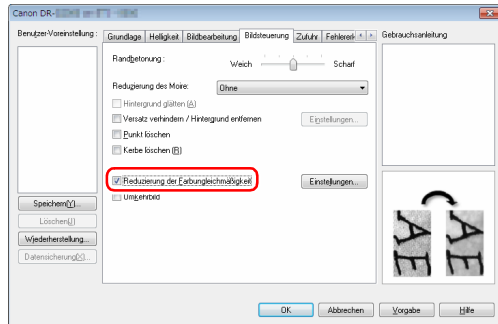 Canon DR-
Benutzer-Voreinstellung :
Speichern(Y)...
Löschen(J)
Wiederherstellung...
Datensicherung(X)...
Grundlage Helligkeit Bildbearbeitung Bildsteuerung Zufuhr
Randbetonung :
Weich Scharf
Reduzierung des Moire: Ohne
Hintergrund glätten (A)
Versatz verhindern / Hintergrund entfernen Einstellungen...
Punkt löschen
Kerbe löschen (R)
Reduzierung der Farbungleichmäßigkeit Einstellungen...
Umkehrbild
Gebrauchsanleitung
AE AE
OK Abbrechen Vorgabe Hilfe